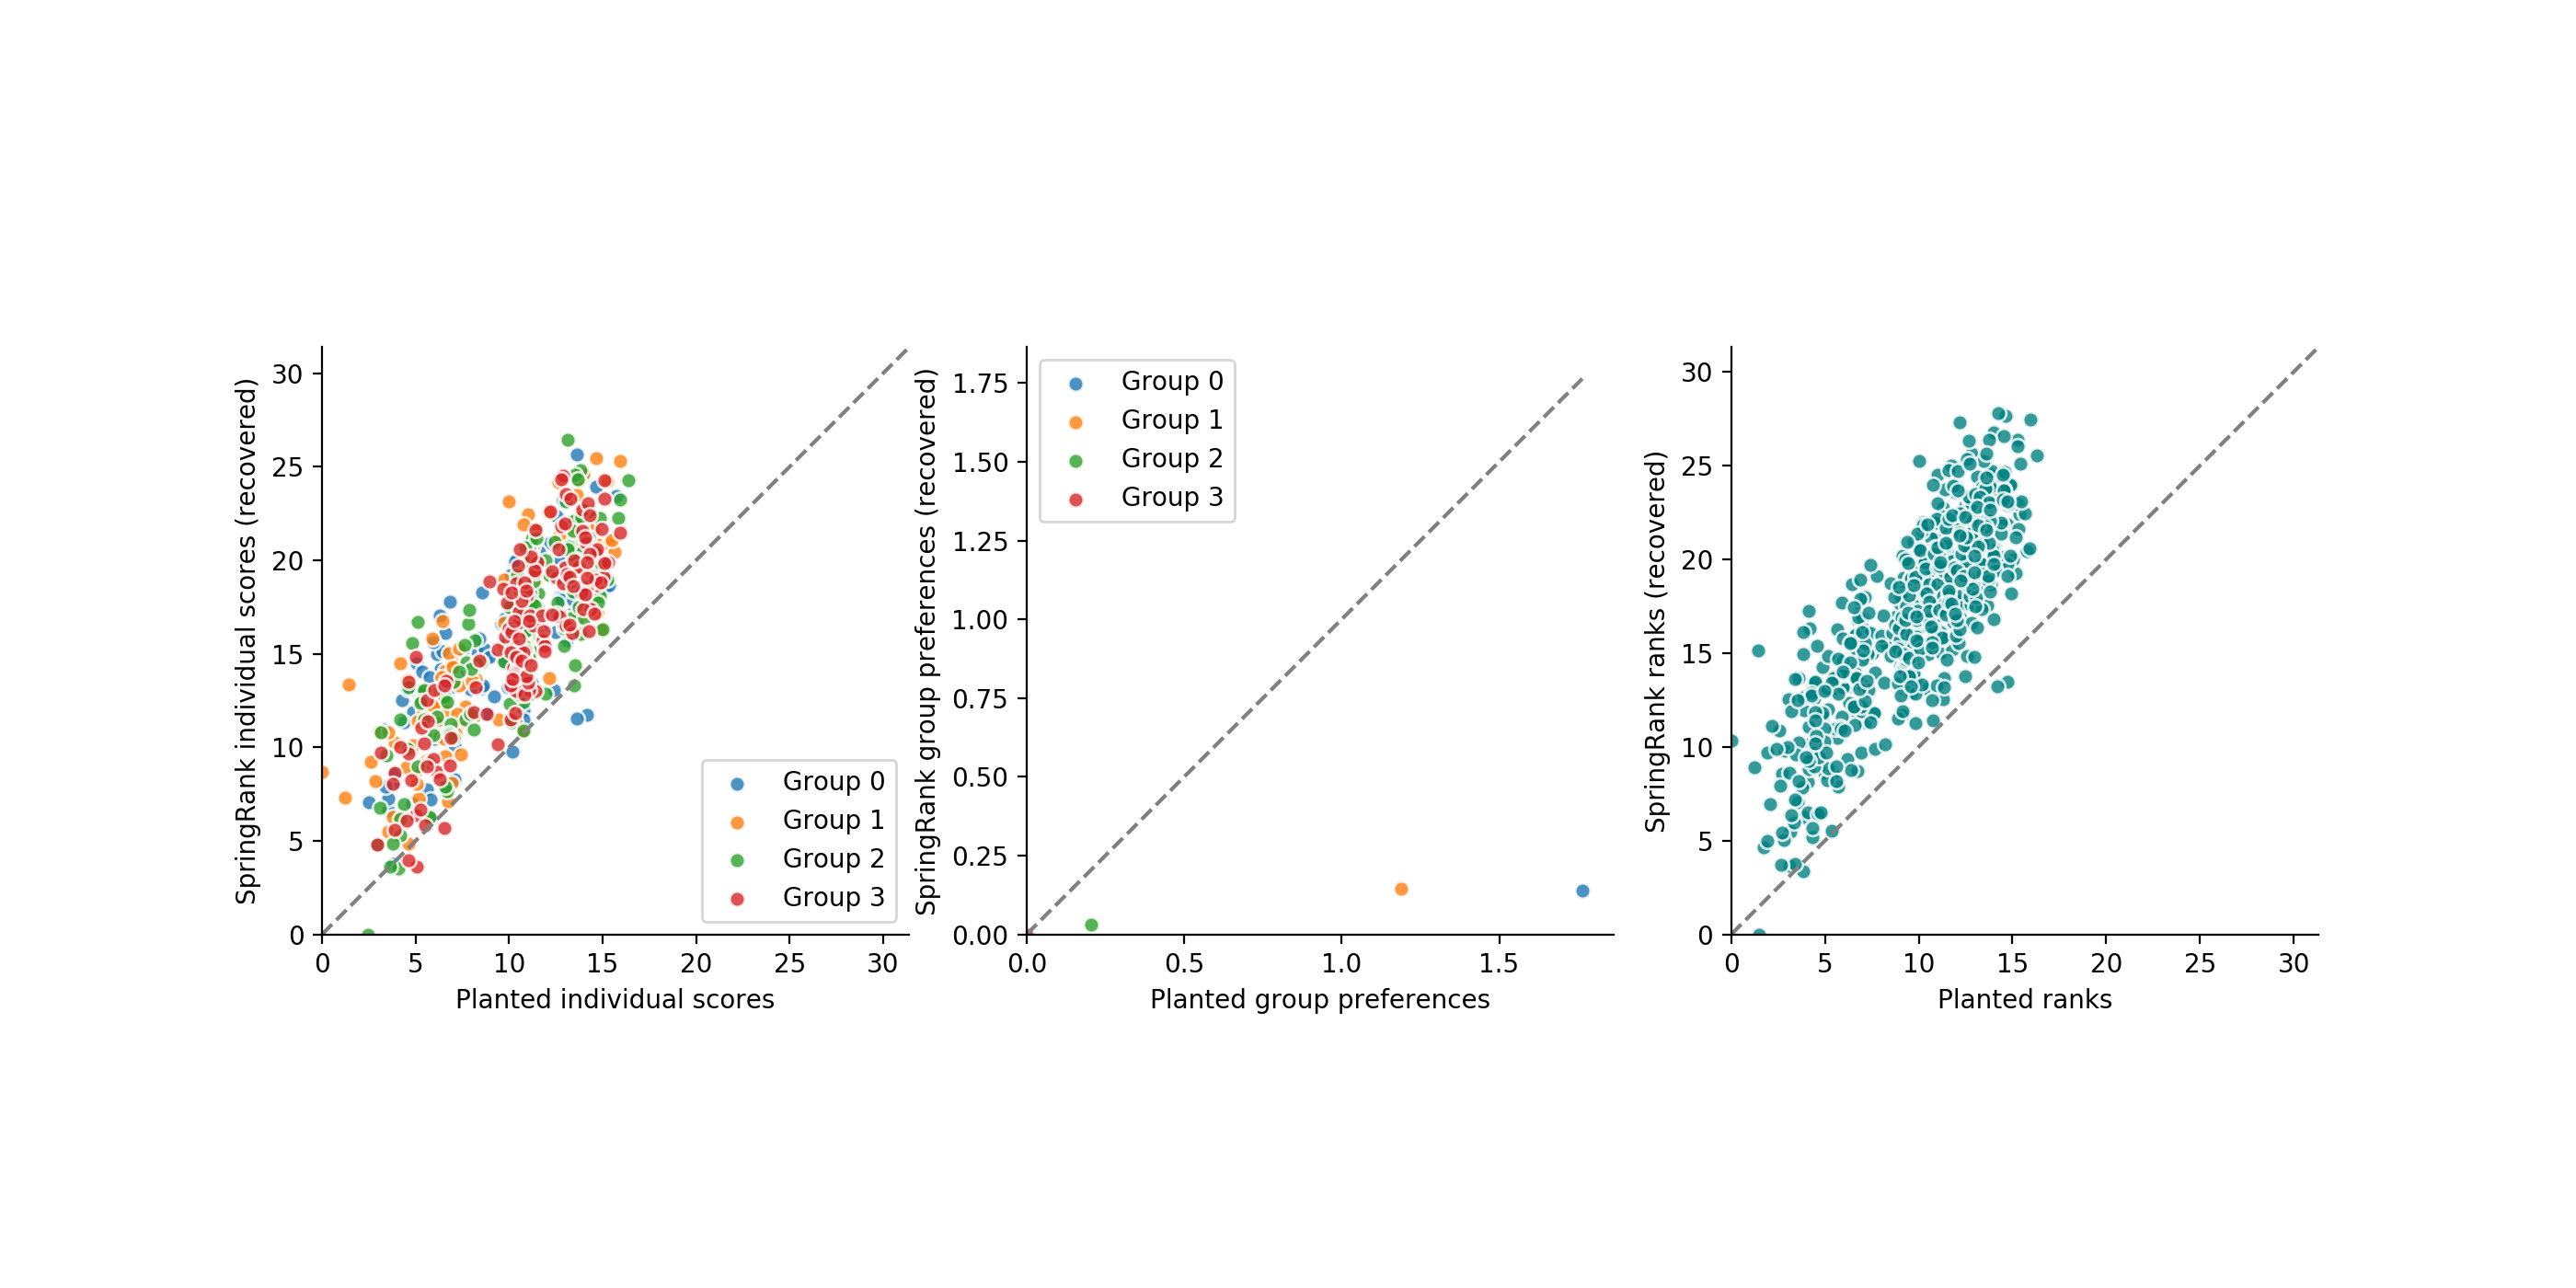 SpringRank individual scores (recovered)
30
25
20
15
10
5
0
0 5 10 15 20 25 30
Planted individual scores
Group 0
Group 1
Group 2
Group 3
SpringRank group preferences (recovered)
1.75
1.50
1.25
1.00
0.75
0.50
0.25
0.00
0.0 0.5 1.0 1.5
Planted group preferences
Group 0
Group 1
Group 2
Group 3
SpringRank ranks (recovered)
30
25
20
15
10
5
0
0 5 10 15 20 25 30
Planted ranks